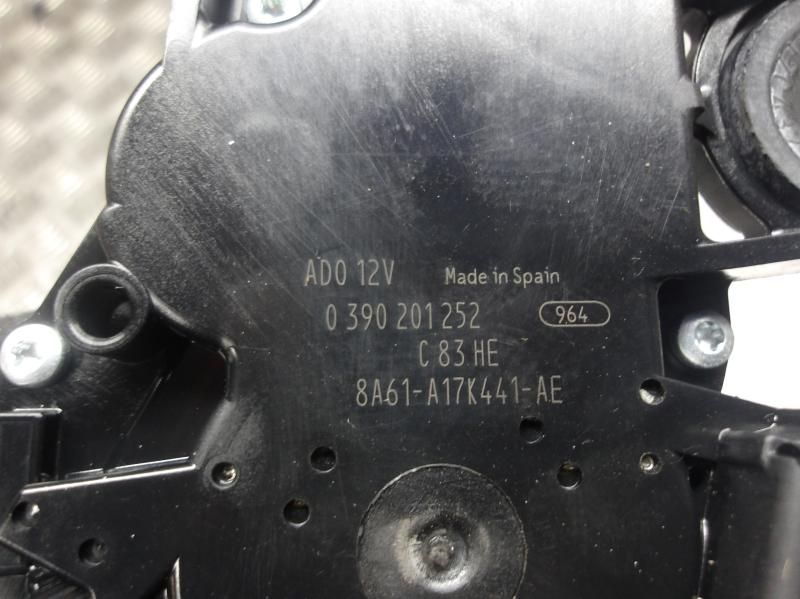 ADO 12V Made in Spain
0 390 201 252 964
C 83 HE
8A61-A17K441-AE